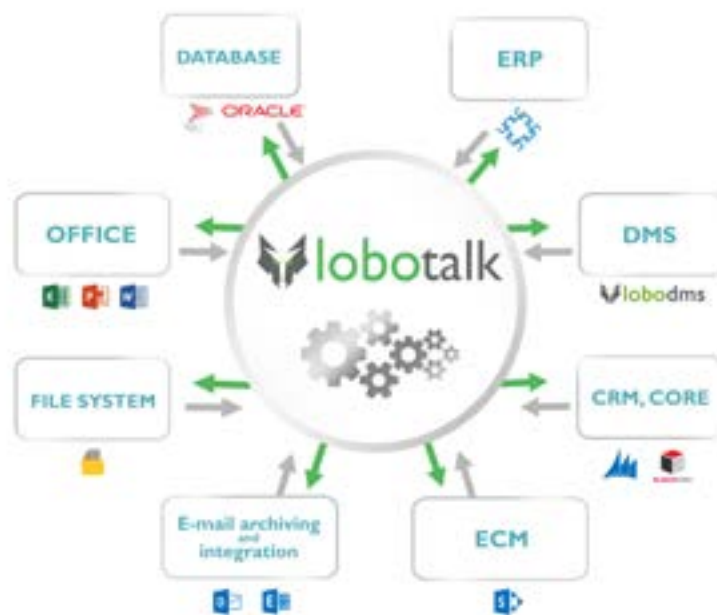 DATABASE
ORACLE
ERP
OFFICE
lobotalk
DMS
lobodms
FILE SYSTEM
CRM, CORE
E-mail archiving
and
integration
ECM